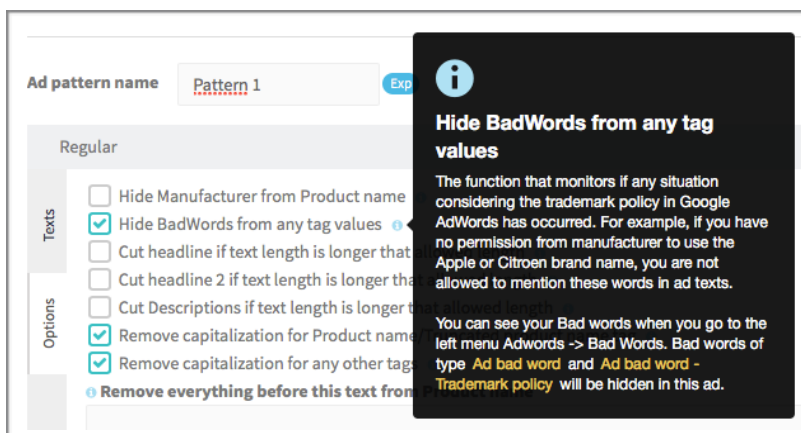 Ad pattern name
Pattern 1
Exp
Regular
Texts
Options
Hide Manufacturer from Product name
Hide BadWords from any tag values
Cut headline if text length is longer that allowed length
Cut headline 2 if text length is longer that allowed length
Cut Descriptions if text length is longer that allowed length
Remove capitalization for Product name/
Remove capitalization for any other tags
Remove everything before this text from Product name
Hide BadWords from any tag
values
The function that monitors if any situation
considering the trademark policy in Google
AdWords has occurred. For example, if you have
no permission from manufacturer to use the
Apple or Citroen brand name, you are not
allowed to mention these words in ad texts.
You can see your Bad words when you go to the
left menu Adwords -> Bad Words. Bad words of
type Ad bad word and Ad bad word -
Trademark policy will be hidden in this ad.